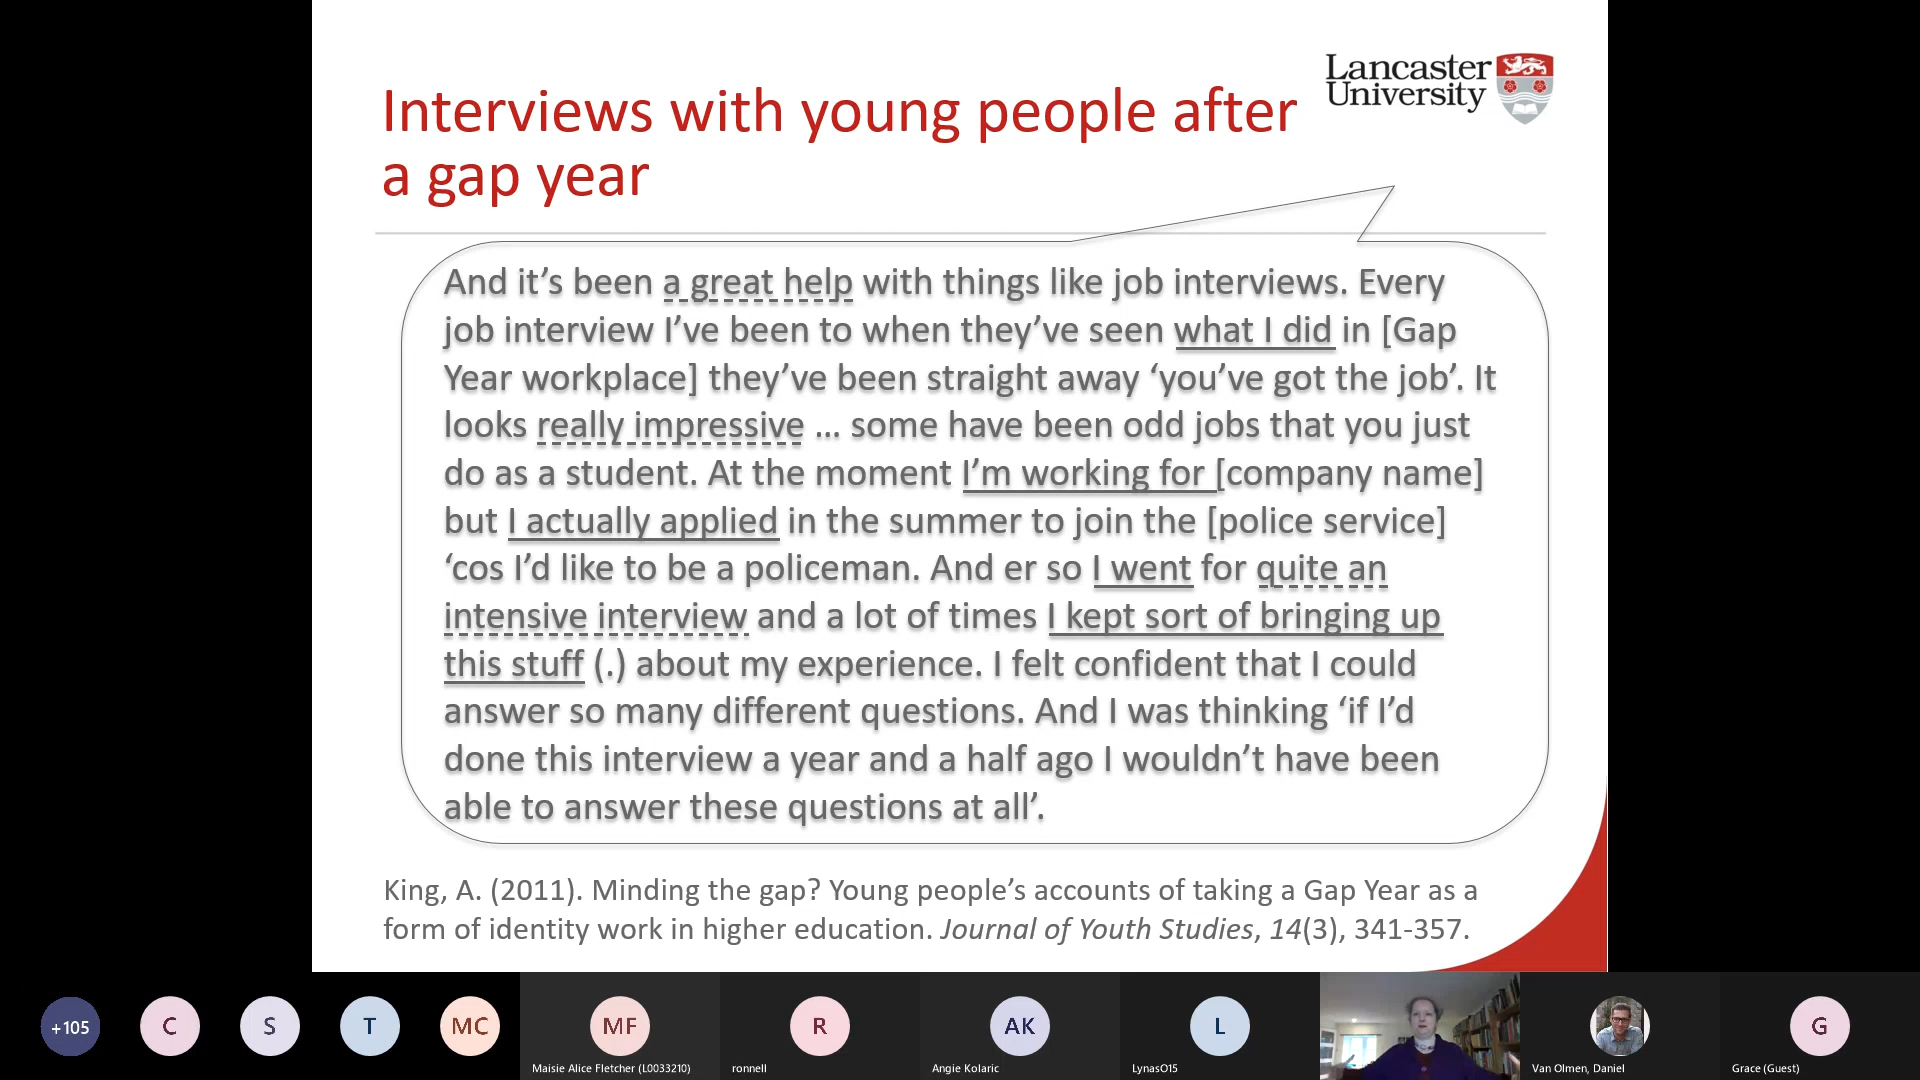 Lancaster
University
Interviews with young people after
a gap year
And it’s been a great help with things like job interviews. Every
job interview I’ve been to when they’ve seen what I did in [Gap
Year workplace] they’ve been straight away ‘you’ve got the job’. It
looks really impressive … some have been odd jobs that you just
do as a student. At the moment I’m working for [company name]
but I actually applied in the summer to join the [police service]
‘cos I’d like to be a policeman. And er so I went for quite an
intensive interview and a lot of times I kept sort of bringing up
this stuff (.) about my experience. I felt confident that I could
answer so many different questions. And I was thinking ‘if I’d
done this interview a year and a half ago I wouldn’t have been
able to answer these questions at all’.
King, A. (2011). Minding the gap? Young people’s accounts of taking a Gap Year as a
form of identity work in higher education. Journal of Youth Studies, 14(3), 341-357.
+105
C
S
T
MC
MF
R
AK
L
G
Maisie Alice Fletcher (L0033210)
ronnell
Angie Kolaric
LynasO15
Van Olmen, Daniel
Grace (Guest)